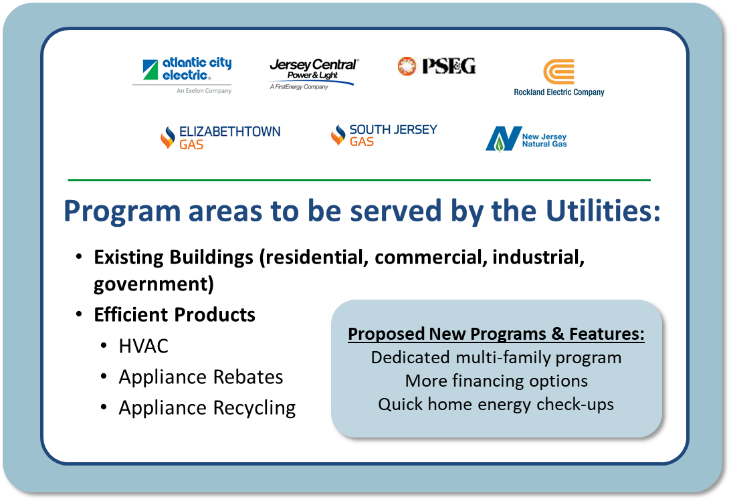 atlantic city
electric®
An Exelon Company
Jersey Central®
Power & Light
A FirstEnergy Company
PSE&G
Rockland Electric Company
ELIZABETHTOWN
GAS
SOUTH JERSEY
GAS
New Jersey
Natural Gas
Program areas to be served by the Utilities:
• Existing Buildings (residential, commercial, industrial,
government)
• Efficient Products
• HVAC
• Appliance Rebates
• Appliance Recycling
Proposed New Programs & Features:
Dedicated multi-family program
More financing options
Quick home energy check-ups